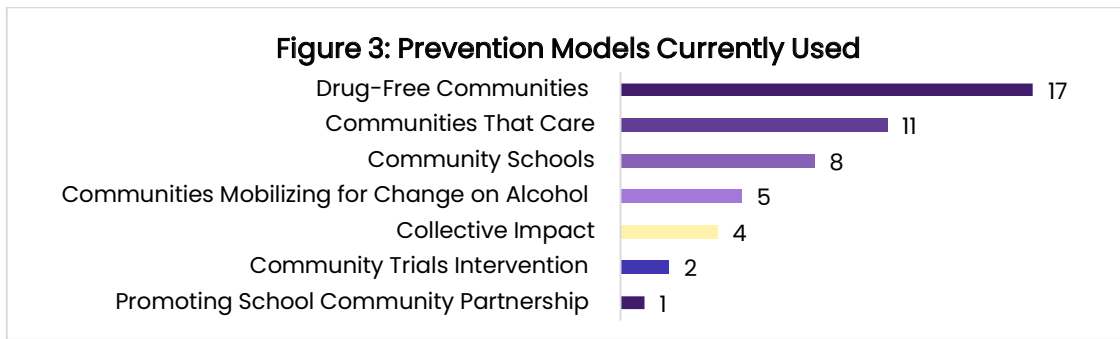 Figure 3: Prevention Models Currently Used
Drug-Free Communities 17
Communities That Care 11
Community Schools 8
Communities Mobilizing for Change on Alcohol 5
Collective Impact 4
Community Trials Intervention 2
Promoting School Community Partnership 1